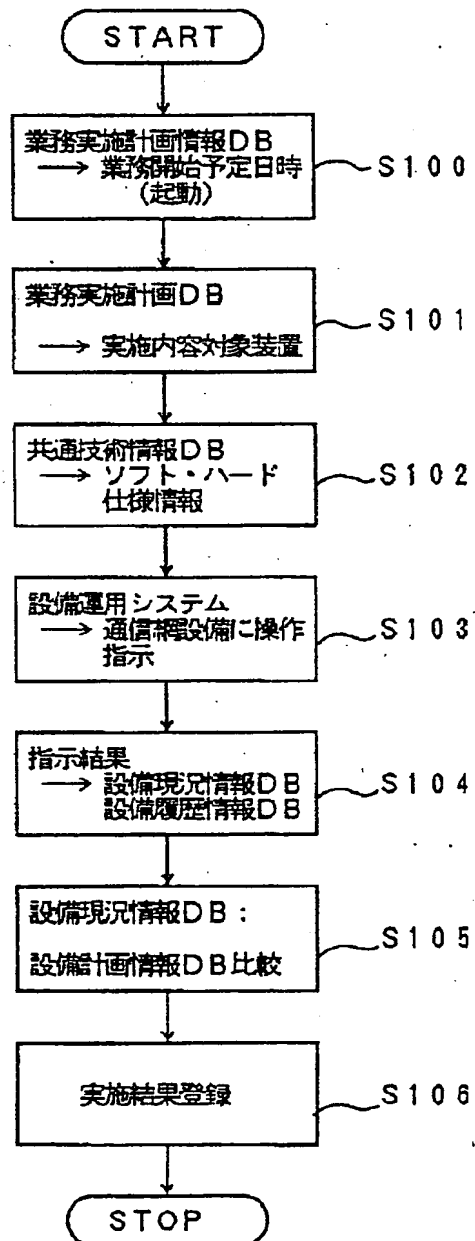 START
業務実施計画情報DB
→ 業務開始予定日時
(起動)
S100
業務実施計画DB
→ 実施内容対象装置
S101
共通技術情報DB
→ ソフト・ハード
仕様情報
S102
設備運用システム
→ 通信網設備に操作
指示
S103
指示結果
→ 設備現況情報DB
設備履歴情報DB
S104
設備現況情報DB:
設備計画情報DB比較
S105
実施結果登録
S106
STOP